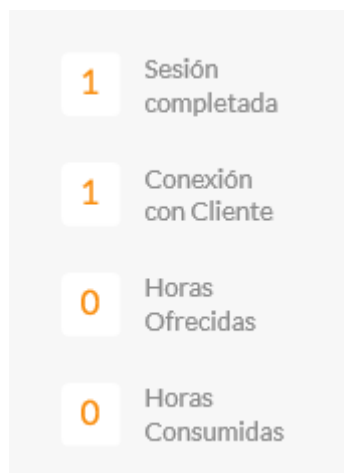 1
Sesión
completada
1
Conexión
con Cliente
0
Horas
Ofrecidas
0
Horas
Consumidas